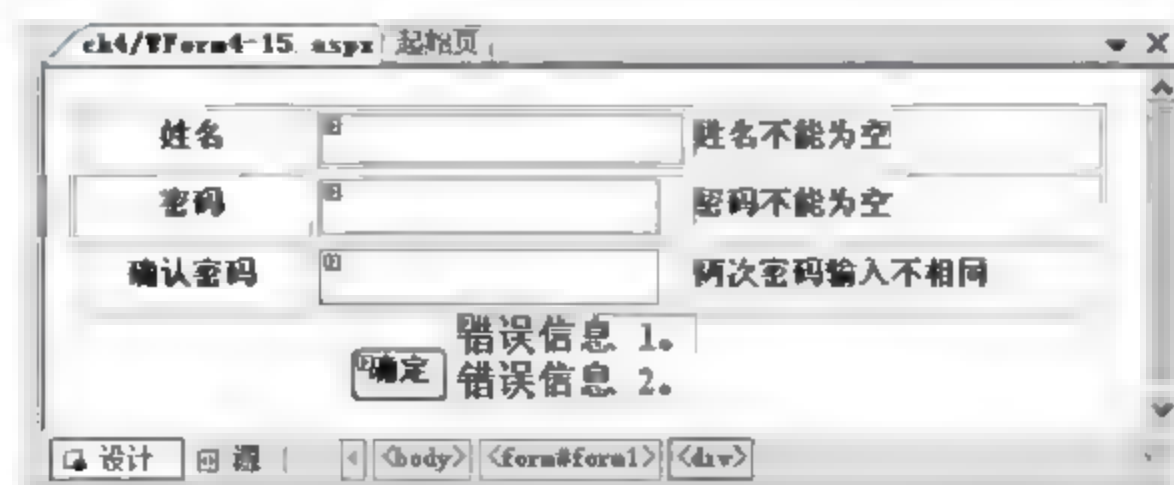 ch4/WForm4-15.aspx 起始页
姓名 姓名不能为空
密码 密码不能为空
确认密码 两次密码输入不相同
错误信息 1。
确定 错误信息 2。
设计 源 <body> <form#form1> <div>